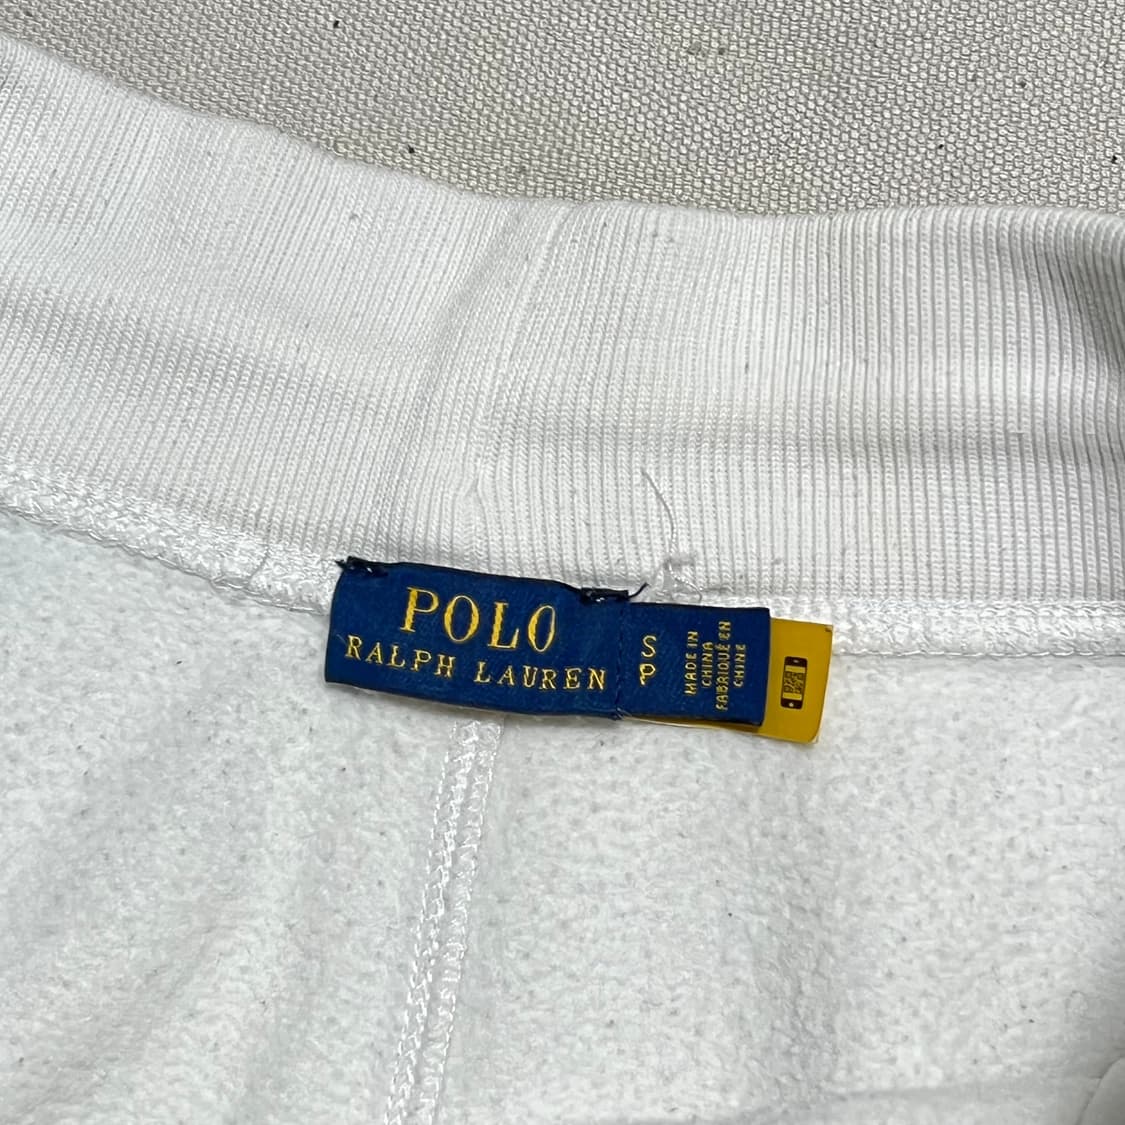 POLO
RALPH LAUREN
S
P
MADE IN
CHINA
FABRIQUÉ EN
CHINE